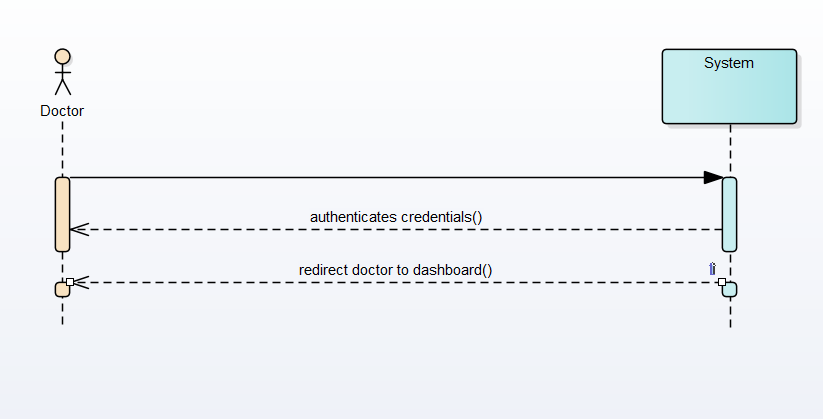 System
Doctor
authenticates credentials()
redirect doctor to dashboard()